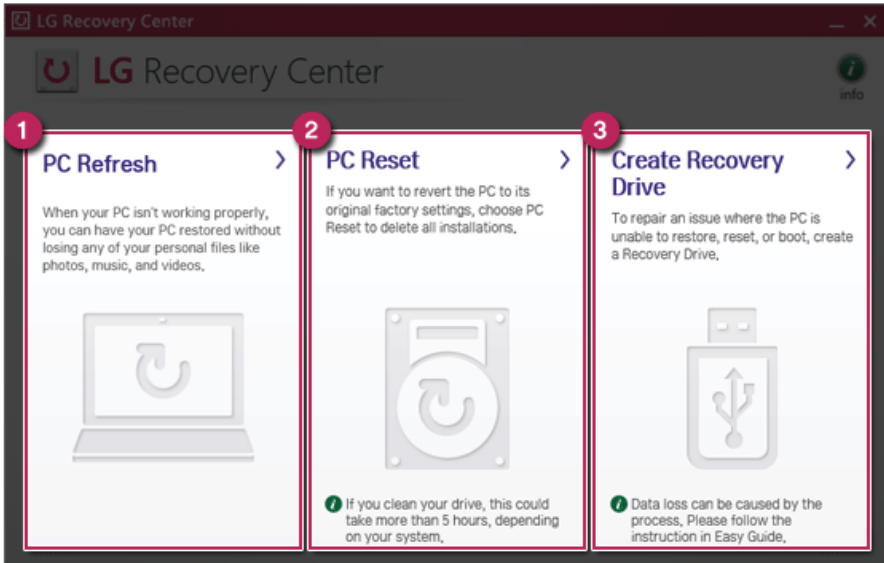 LG Recovery Center
LG Recovery Center
info
1
PC Refresh
When your PC isn't working properly,
you can have your PC restored without
losing any of your personal files like
photos, music, and videos.
2
PC Reset
If you want to revert the PC to its
original factory settings, choose PC
Reset to delete all installations.
If you clean your drive, this could
take more than 5 hours, depending
on your system.
3
Create Recovery
Drive
To repair an issue where the PC is
unable to restore, reset, or boot, create
a Recovery Drive.
Data loss can be caused by the
process. Please follow the
instruction in Easy Guide.